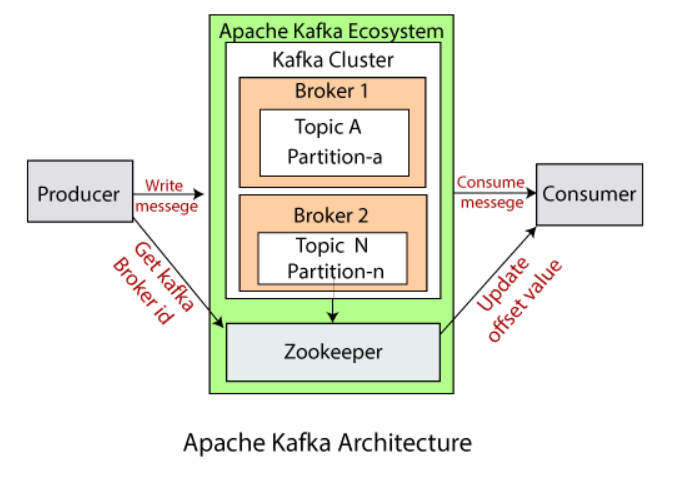 Apache Kafka Ecosystem
Kafka Cluster
Broker 1
Topic A
Partition-a
Producer
Write
messege
Consume
messege
Consumer
Broker 2
Topic N
Partition-n
Get kafka
Broker id
Update
offset value
Zookeeper
Apache Kafka Architecture